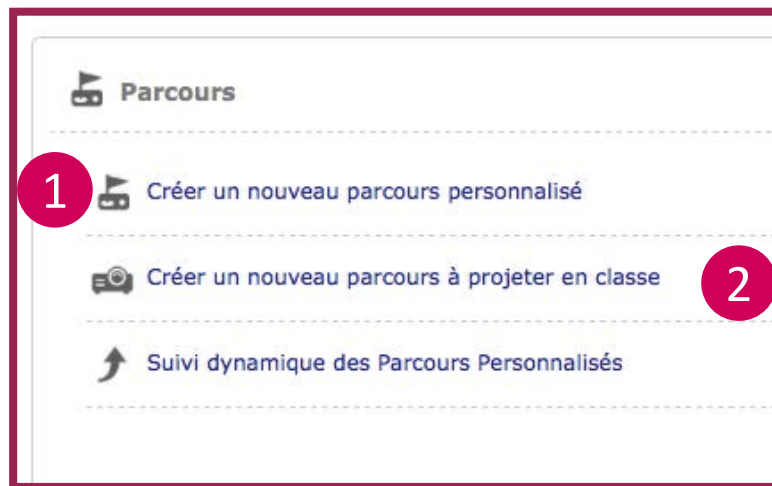 Parcours
1 Créer un nouveau parcours personnalisé
Créer un nouveau parcours à projeter en classe 2
Suivi dynamique des Parcours Personnalisés